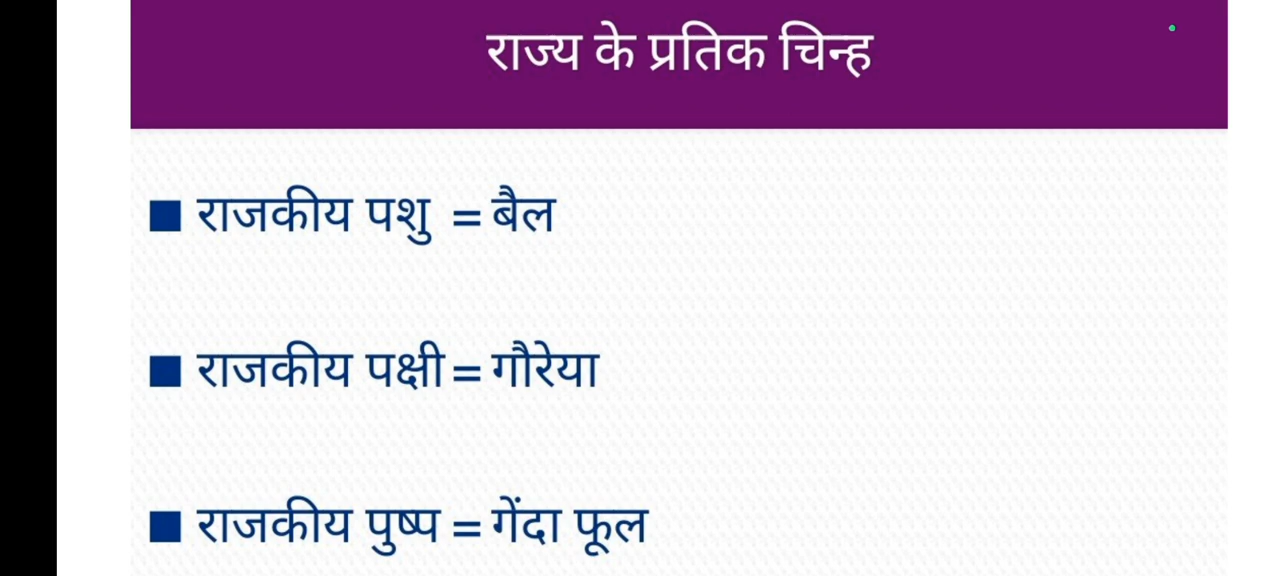 राज्य के प्रतिक चिन्ह
■ राजकीय पशु = बैल
■ राजकीय पक्षी = गौरेया
■ राजकीय पुष्प = गेंदा फूल